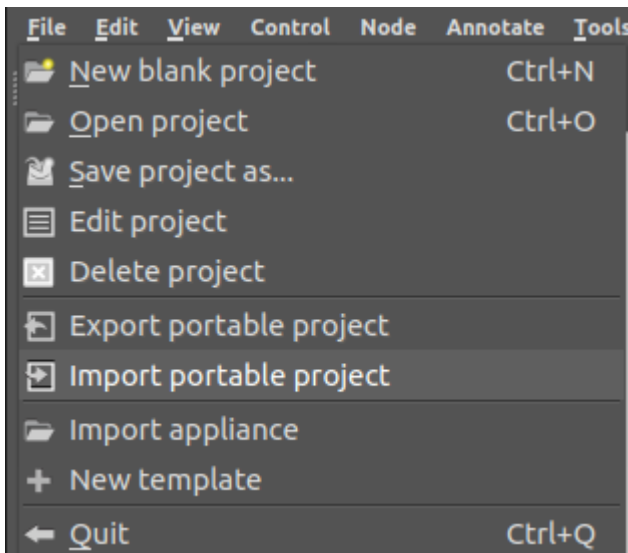 File Edit View Control Node Annotate Tools
New blank project Ctrl+N
Open project Ctrl+O
Save project as...
Edit project
Delete project
Export portable project
Import portable project
Import appliance
New template
Quit Ctrl+Q